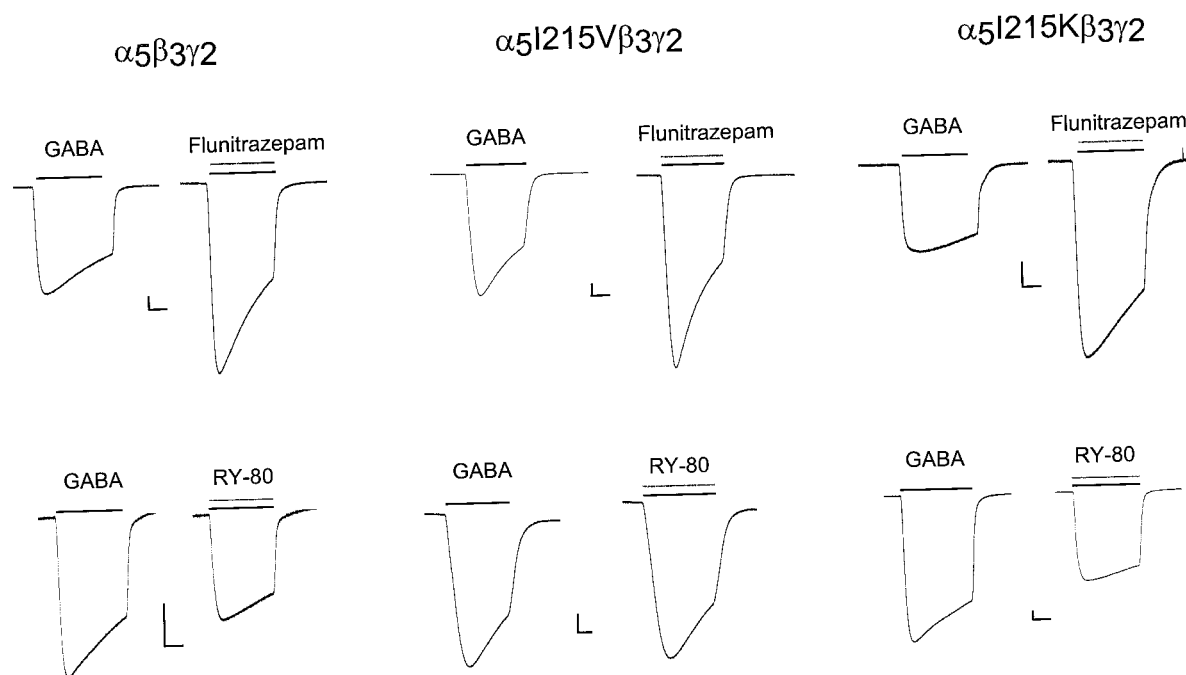 α5β3γ2 α5I215Vβ3γ2 α5I215Kβ3γ2
GABA Flunitrazepam GABA Flunitrazepam GABA Flunitrazepam
GABA RY-80 GABA RY-80 GABA RY-80